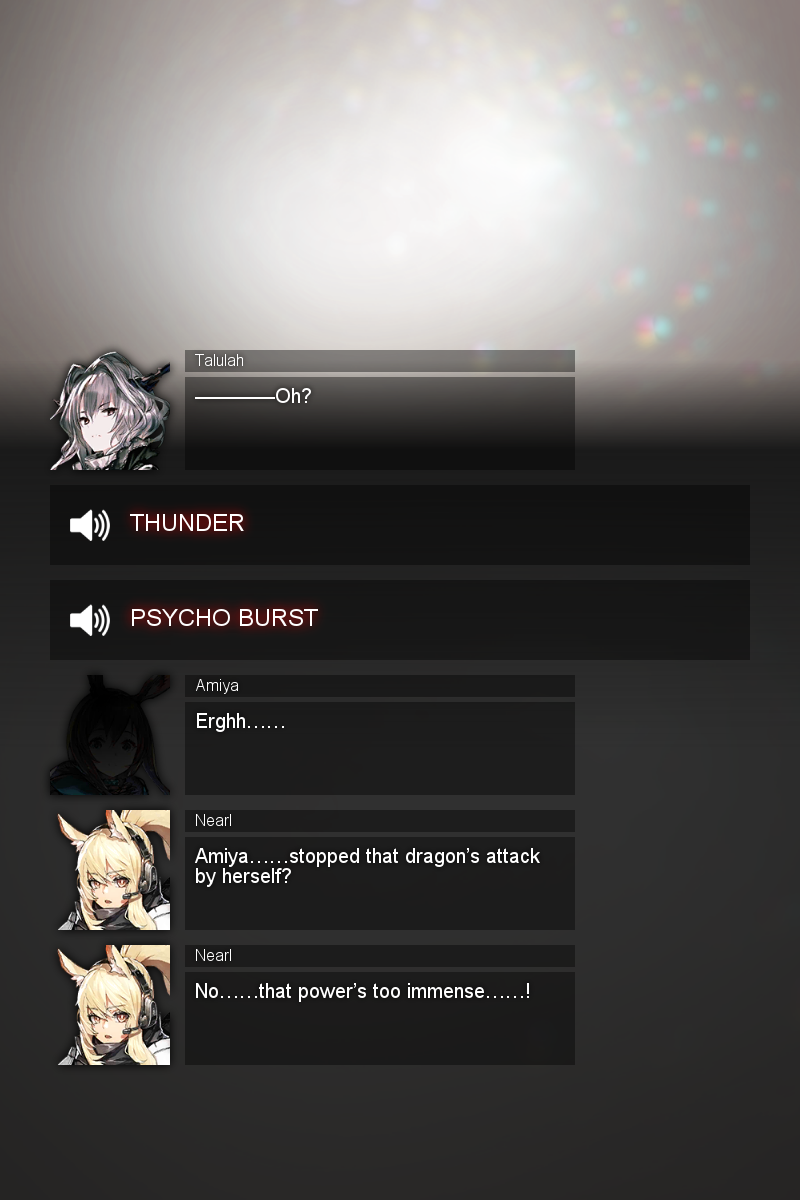 Talulah
————Oh?
THUNDER
PSYCHO BURST
Amiya
Erghh……
Nearl
Amiya……stopped that dragon’s attack
by herself?
Nearl
No……that power’s too immense……!